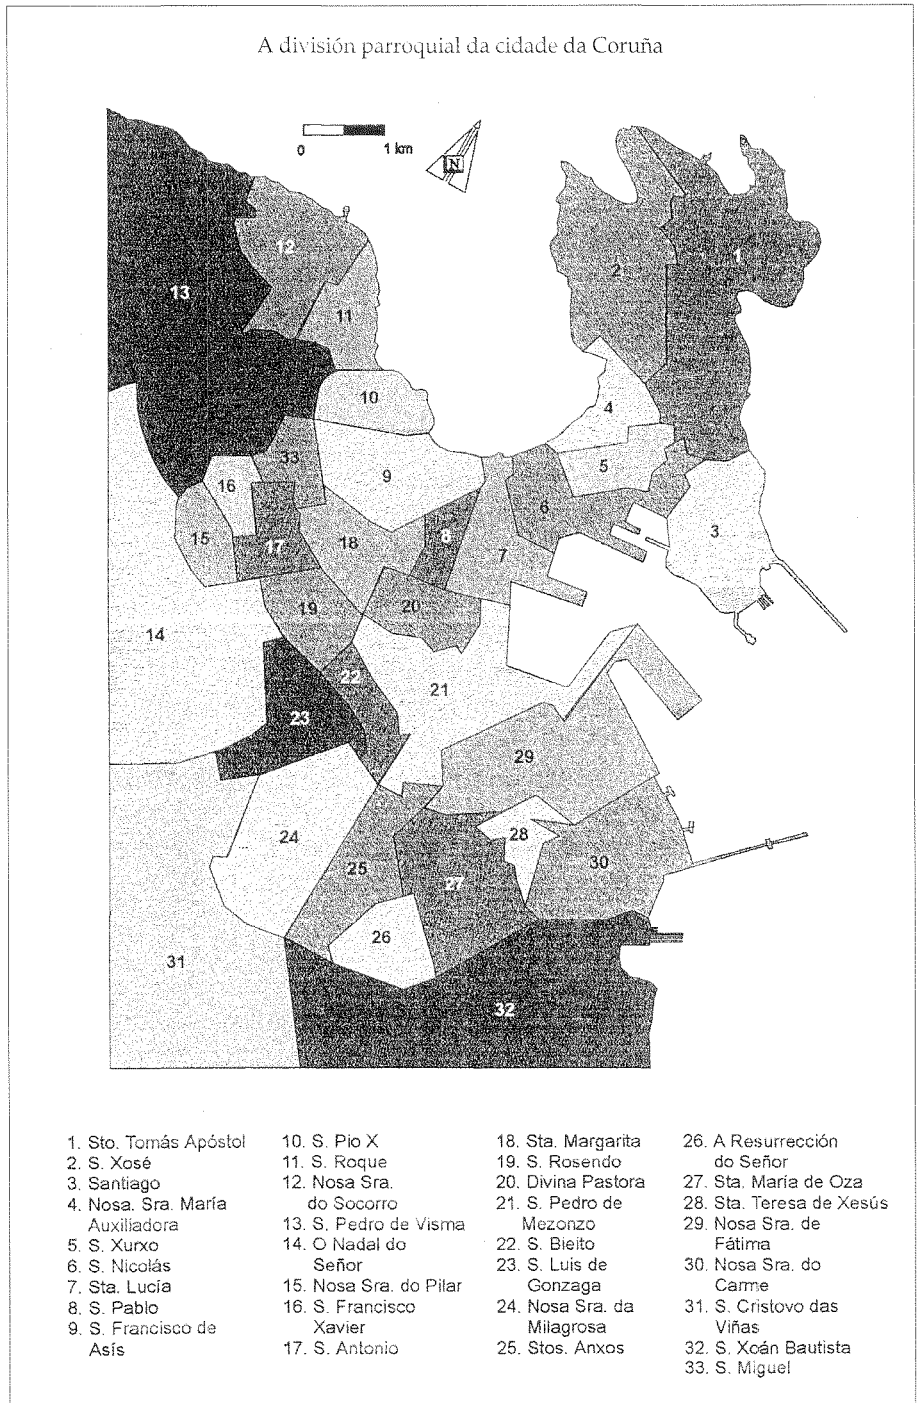 A división parroquial da cidade da Coruña
0 1 km
N
1
2
12
13
11
10
4
33
9
5
16
6
3
15
17
18
8
7
19
20
14
22
21
23
29
24
28
25
27
30
26
31
32
1. Sto. Tomás Apóstol
2. S. Xosé
3. Santiago
4. Nosa. Sra. María
Auxiliadora
5. S. Xurxo
6. S. Nicolás
7. Sta. Lucía
8. S. Pablo
9. S. Francisco de
Asís
10. S. Pio X
11. S. Roque
12. Nosa Sra.
do Socorro
13. S. Pedro de Visma
14. O Nadal do
Señor
15. Nosa Sra. do Pilar
16. S. Francisco
Xavier
17. S. Antonio
18. Sta. Margarita
19. S. Rosendo
20. Divina Pastora
21. S. Pedro de
Mezonzo
22. S. Bieito
23. S. Luis de
Gonzaga
24. Nosa Sra. da
Milagrosa
25. Stos. Anxos
26. A Resurrección
do Señor
27. Sta. María de Oza
28. Sta. Teresa de Xesús
29. Nosa Sra. de
Fátima
30. Nosa Sra. do
Carme
31. S. Cristovo das
Viñas
32. S. Xoán Bautista
33. S. Miguel